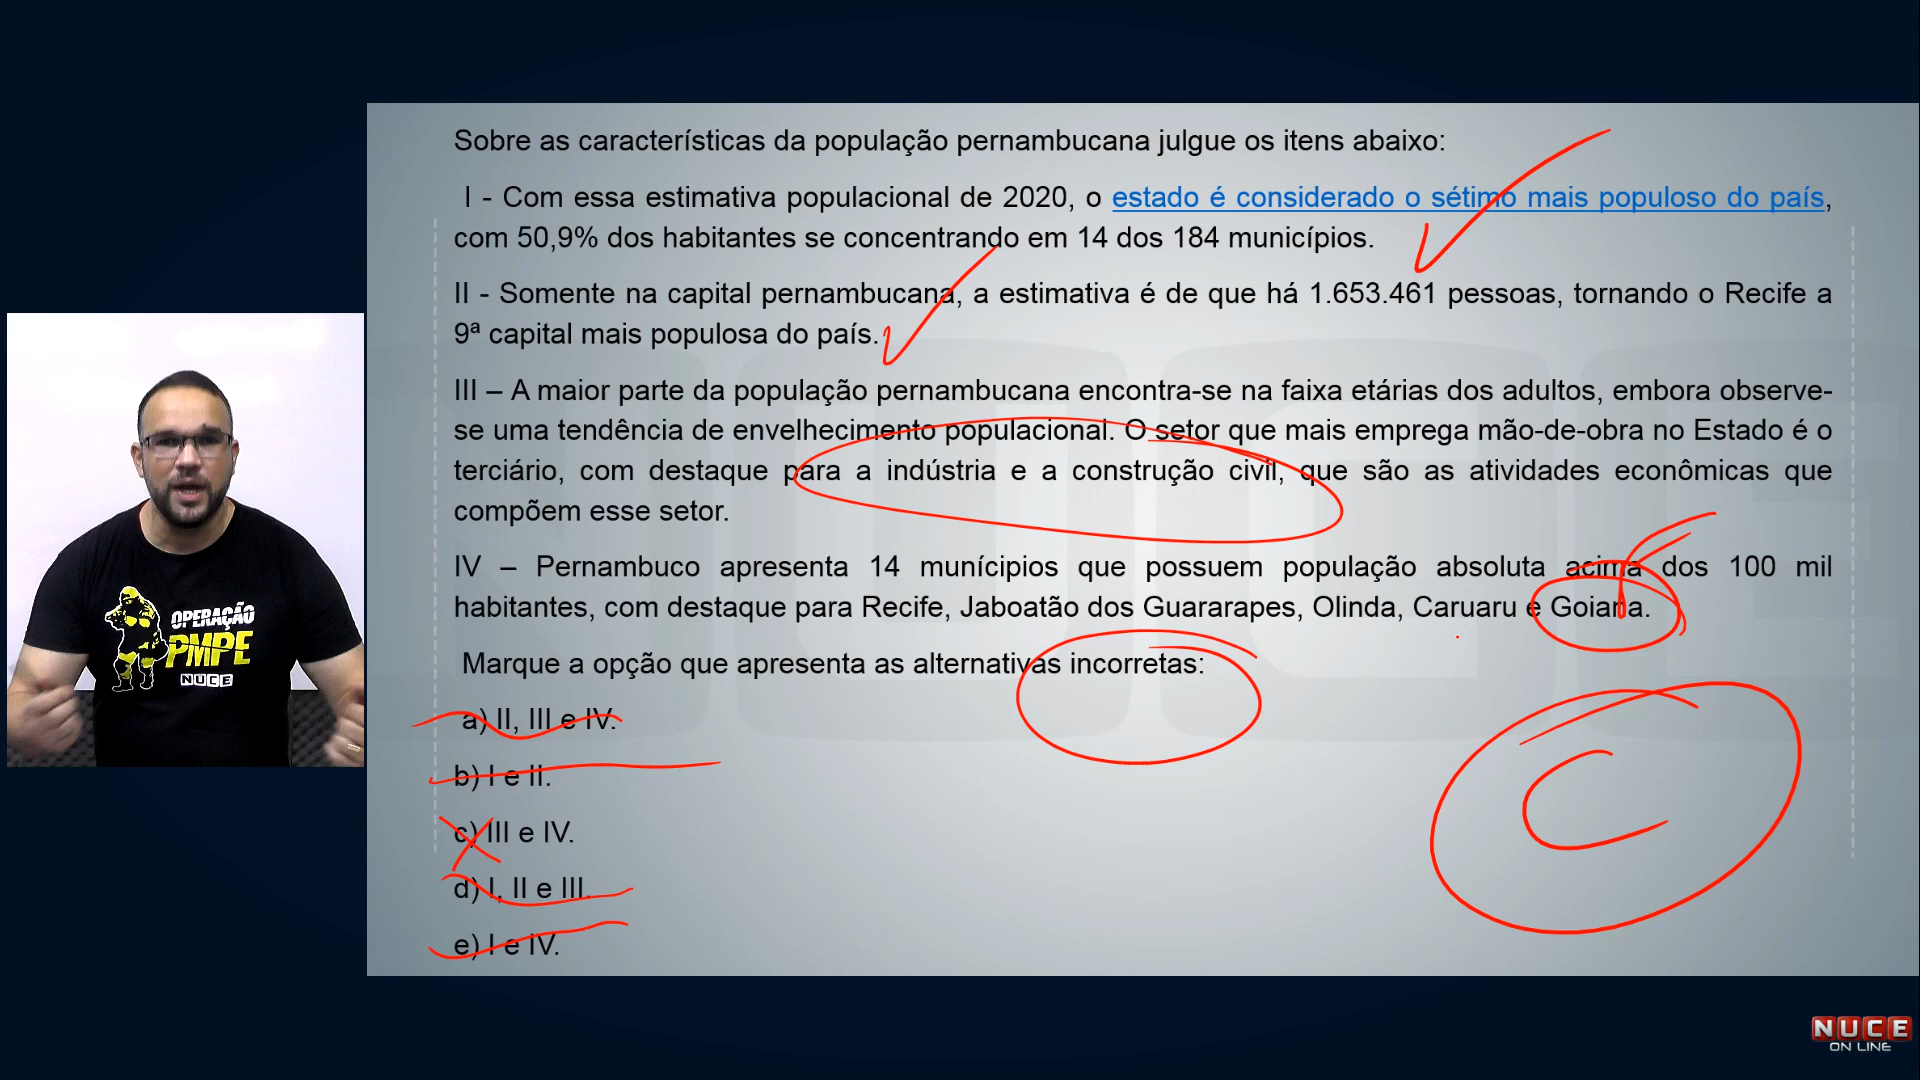 Sobre as características da população pernambucana julgue os itens abaixo:
I - Com essa estimativa populacional de 2020, o estado é considerado o sétimo mais populoso do país,
com 50,9% dos habitantes se concentrando em 14 dos 184 municípios.
II - Somente na capital pernambucana, a estimativa é de que há 1.653.461 pessoas, tornando o Recife a
9ª capital mais populosa do país.
III – A maior parte da população pernambucana encontra-se na faixa etárias dos adultos, embora observe-
se uma tendência de envelhecimento populacional. O setor que mais emprega mão-de-obra no Estado é o
terciário, com destaque para a indústria e a construção civil, que são as atividades econômicas que
compõem esse setor.
IV – Pernambuco apresenta 14 munícipios que possuem população absoluta acima dos 100 mil
habitantes, com destaque para Recife, Jaboatão dos Guararapes, Olinda, Caruaru e Goiana.
Marque a opção que apresenta as alternativas incorretas:
a) II, III e IV.
b) I e II.
c) III e IV.
d) I, II e III.
e) I e IV.
C
OPERAÇÃO
PMPE
NUCE
NUCE
ON LINE